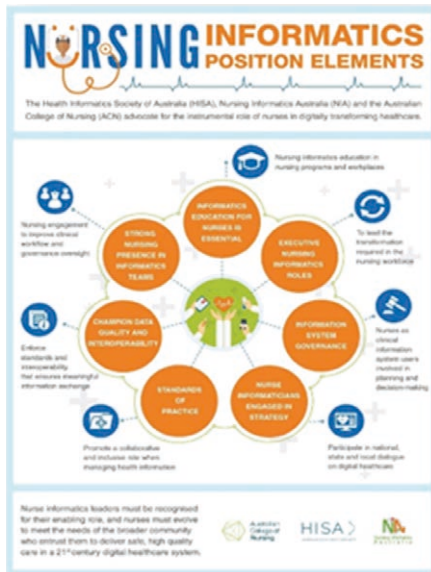 NURSING INFORMATICS
POSITION ELEMENTS
The Health Informatics Society of Australia (HISA), Nursing Informatics Australia (NIA) and the Australian
College of Nursing (ACN) advocate for the instrumental role of nurses in digitally transforming healthcare.
Nursing informatics education in
nursing programs and workplaces
INFORMATICS
EDUCATION FOR
NURSES IS
ESSENTIAL
Nursing engagement
to improve clinical
workflow and
governance oversight
STRONG
NURSING
PRESENCE IN
INFORMATICS
TEAMS
EXECUTIVE
NURSING
INFORMATICS
ROLES
To lead the
transformation
required in the
nursing workforce
CHAMPION DATA
QUALITY AND
INTEROPERABILITY
INFORMATION
SYSTEM
GOVERNANCE
Enforce
standards and
interoperability
that ensures meaningful
information exchange
Nurses as
clinical
information
system users
involved in
planning and
decision-making
STANDARDS
OF
PRACTICE
NURSE
INFORMATICIANS
ENGAGED IN
STRATEGY
Promote a collaborative
and inclusive role when
managing health information
Participate in national,
state and local dialogue
on digital healthcare
Nurse informatics leaders must be recognised
for their enabling role, and nurses must evolve
to meet the needs of the broader community
who entrust them to deliver safe, high quality
care in a 21st century digital healthcare system.
Australian
College of
Nursing
HISA
NIA